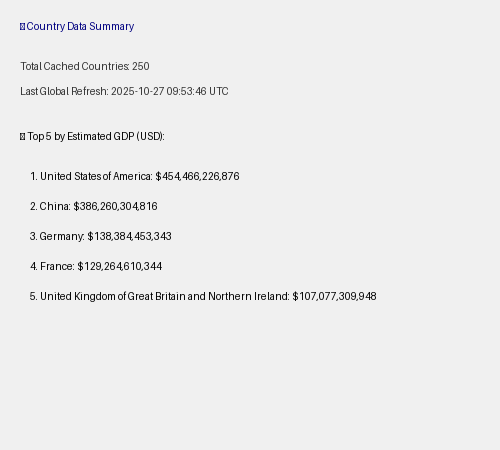 Country Data Summary
Total Cached Countries: 250
Last Global Refresh: 2025-10-27 09:53:46 UTC
Top 5 by Estimated GDP (USD):
1. United States of America: $454,466,226,876
2. China: $386,260,304,816
3. Germany: $138,384,453,343
4. France: $129,264,610,344
5. United Kingdom of Great Britain and Northern Ireland: $107,077,309,948